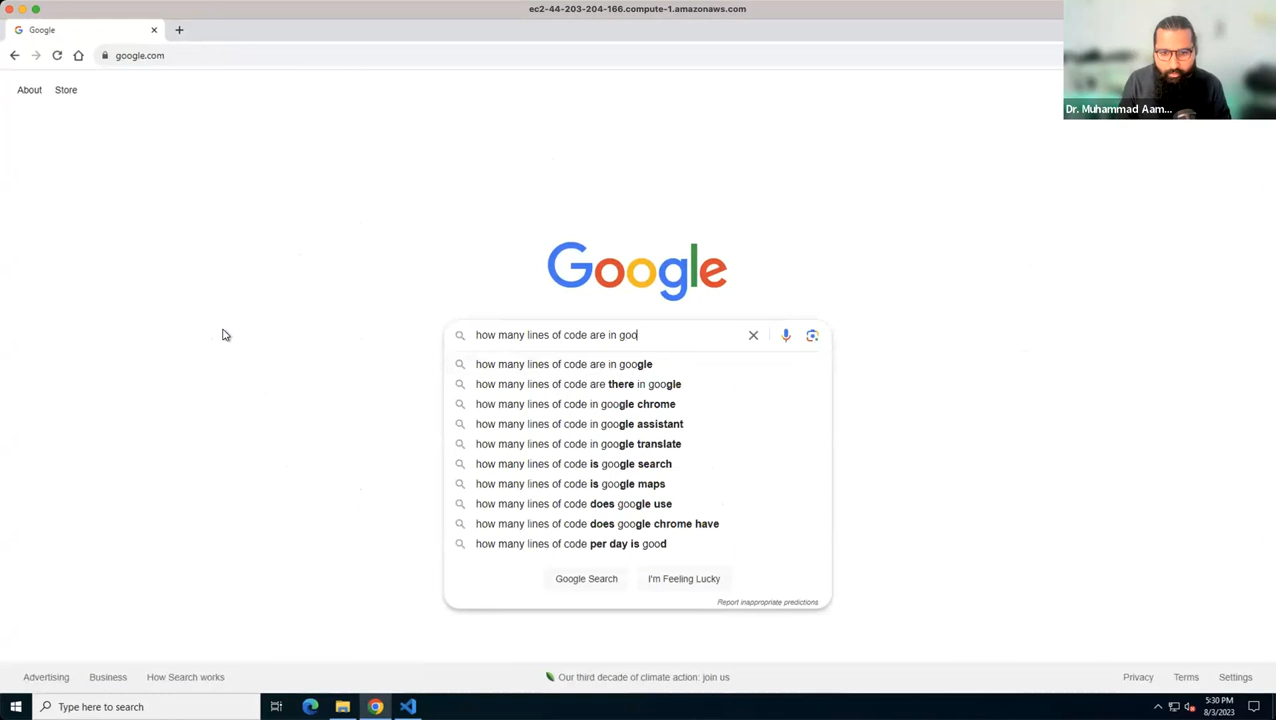 ec2-44-203-204-166.compute-1.amazonaws.com
Google
google.com
About Store
Dr. Muhammad Aam...
Google
how many lines of code are in goo
how many lines of code are in google
how many lines of code are there in google
how many lines of code in google chrome
how many lines of code in google assistant
how many lines of code in google translate
how many lines of code is google search
how many lines of code is google maps
how many lines of code does google use
how many lines of code does google chrome have
how many lines of code per day is good
Google Search I'm Feeling Lucky
Report inappropriate predictions
Advertising Business How Search works Our third decade of climate action: join us Privacy Terms Settings
Type here to search
5:30 PM
8/3/2023